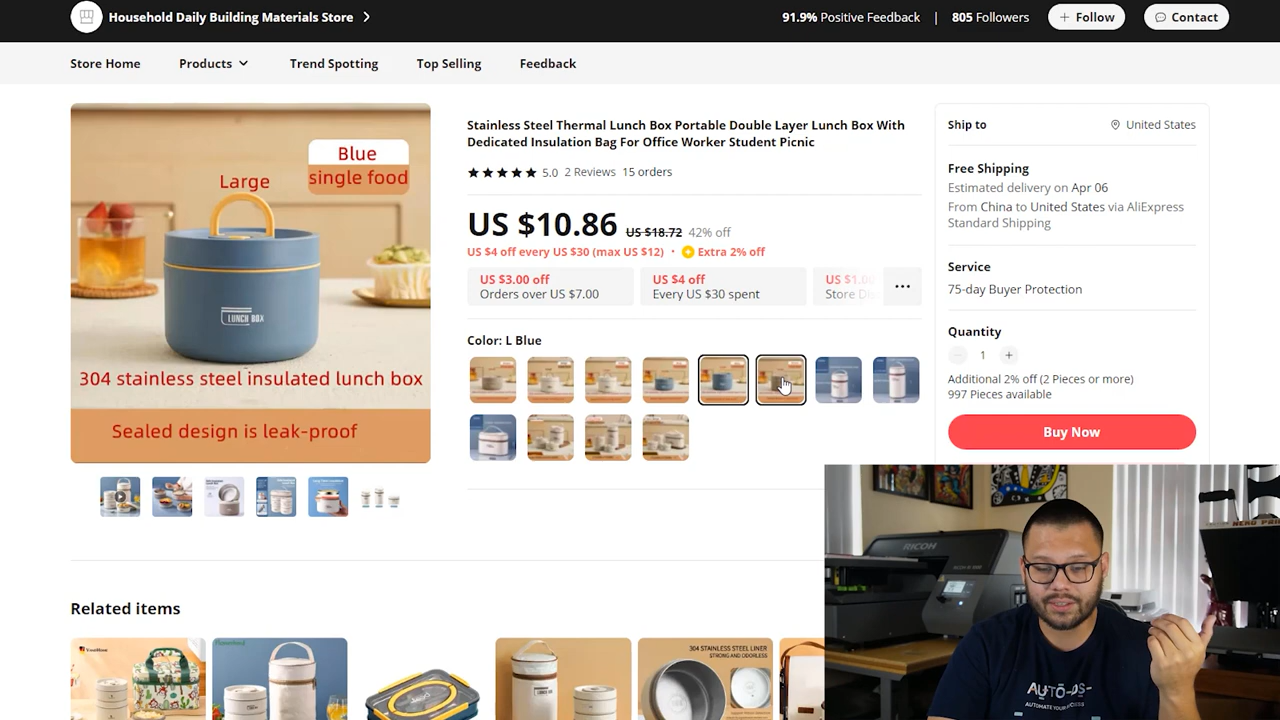 Household Daily Building Materials Store
91.9% Positive Feedback | 805 Followers
+ Follow
Contact
Store Home
Products
Trend Spotting
Top Selling
Feedback
Blue
Large
single food
LUNCH BOX
304 stainless steel insulated lunch box
Sealed design is leak-proof
Stainless Steel Thermal Lunch Box Portable Double Layer Lunch Box With
Dedicated Insulation Bag For Office Worker Student Picnic
5.0 2 Reviews 15 orders
US $10.86 US $18.72 42% off
US $4 off every US $30 (max US $12) · Extra 2% off
US $3.00 off
Orders over US $7.00
US $4 off
Every US $30 spent
...
Color: L Blue
Ship to
United States
Free Shipping
Estimated delivery on Apr 06
From China to United States via AliExpress
Standard Shipping
Service
75-day Buyer Protection
Quantity
1 +
Additional 2% off (2 Pieces or more)
997 Pieces available
Buy Now
Related items
304 STAINLESS STEEL LINER
STRONG AND ODORLESS
LUNCH BOX
RICOH
AUTO-DS
AUTOMATE YOUR